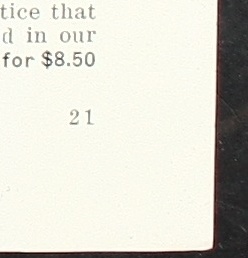 tice that
d in our
for $8.50
21